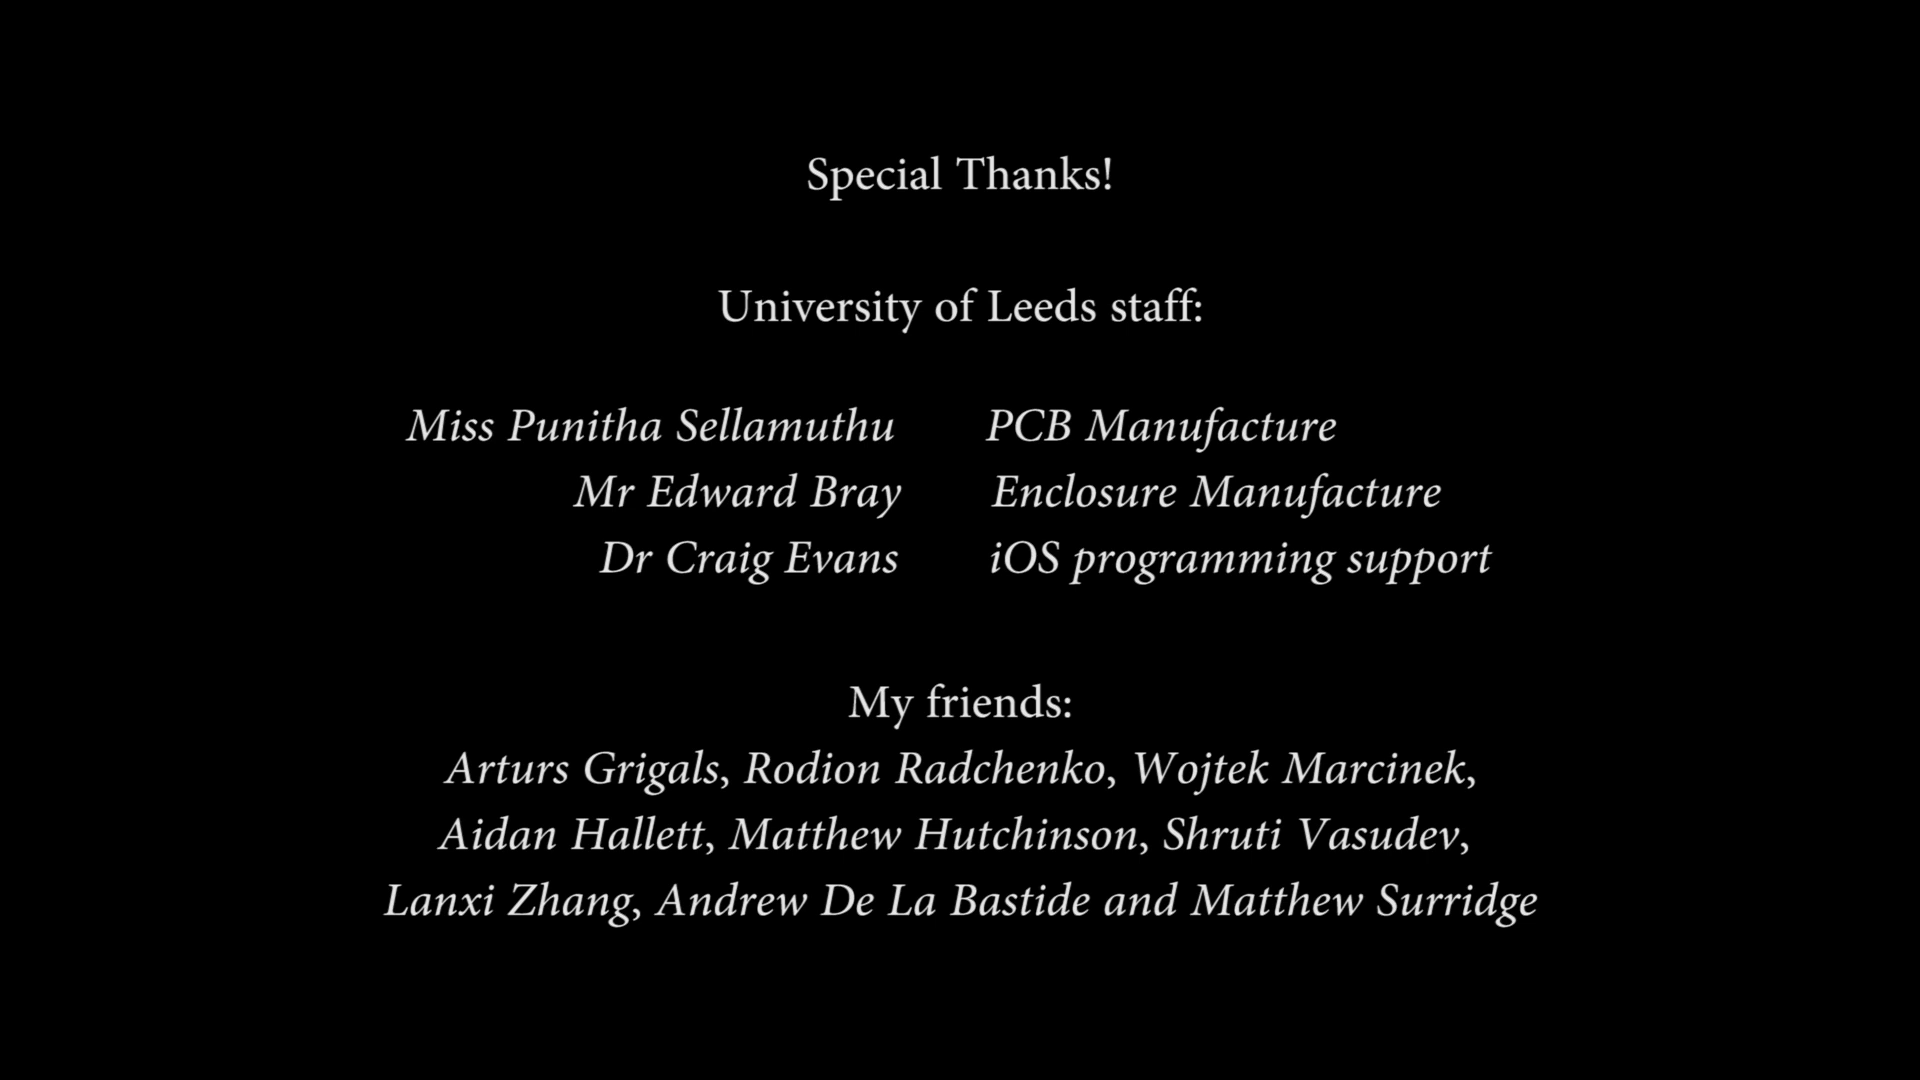 Special Thanks!
University of Leeds staff:
Miss Punitha Sellamuthu PCB Manufacture
Mr Edward Bray Enclosure Manufacture
Dr Craig Evans iOS programming support
My friends:
Arturs Grigals, Rodion Radchenko, Wojtek Marcinek,
Aidan Hallett, Matthew Hutchinson, Shruti Vasudev,
Lanxi Zhang, Andrew De La Bastide and Matthew Surridge